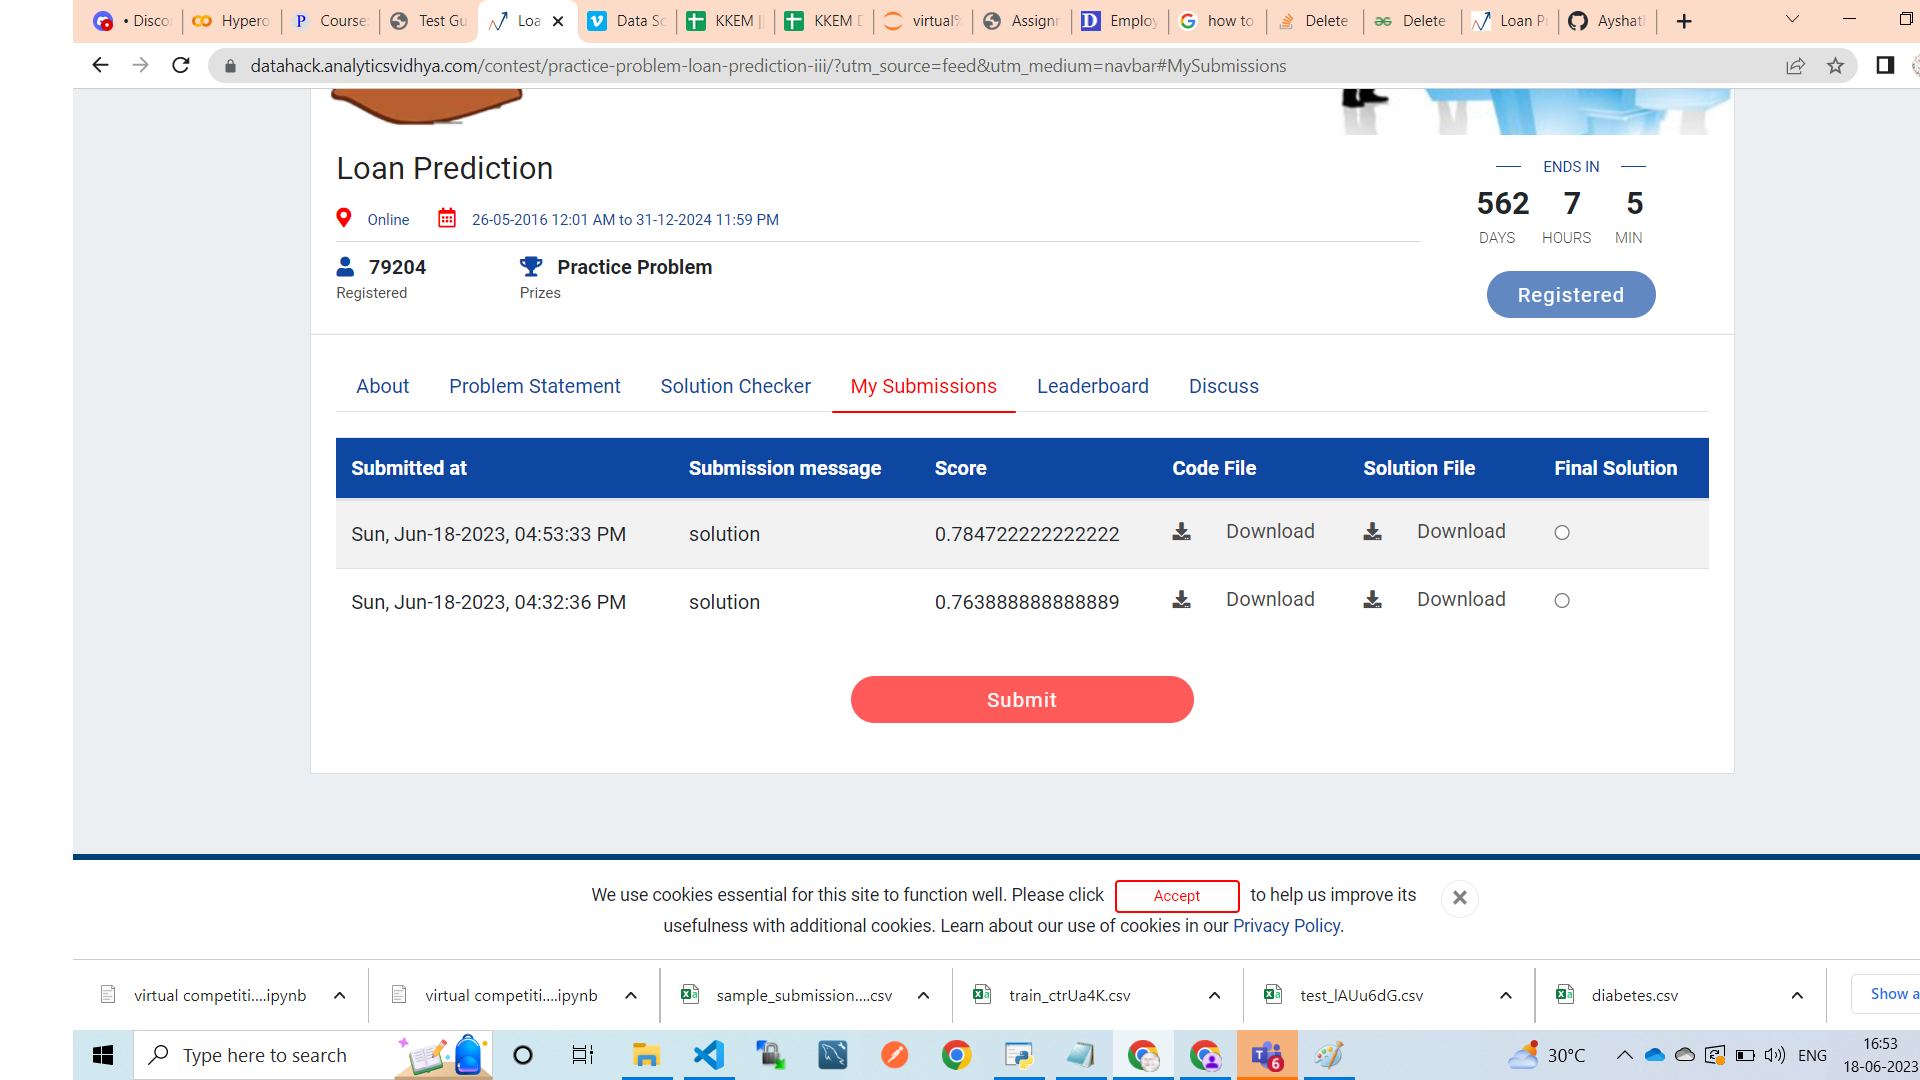 • Disco
Hypero
Course:
Test Gu
Loa
Data Sc
KKEM |
KKEM D
virtual%
Assignr
Employ
how to
Delete
Delete
Loan P
Ayshat
datahack.analyticsvidhya.com/contest/practice-problem-loan-prediction-iii/?utm_source=feed&utm_medium=navbar#MySubmissions
Loan Prediction
ENDS IN
562 7 5
DAYS HOURS MIN
Online 26-05-2016 12:01 AM to 31-12-2024 11:59 PM
79204 Practice Problem
Registered Prizes
Registered
About Problem Statement Solution Checker My Submissions Leaderboard Discuss
Submitted at Submission message Score Code File Solution File Final Solution
Sun, Jun-18-2023, 04:53:33 PM solution 0.784722222222222 Download Download
Sun, Jun-18-2023, 04:32:36 PM solution 0.763888888888889 Download Download
Submit
We use cookies essential for this site to function well. Please click Accept to help us improve its
usefulness with additional cookies. Learn about our use of cookies in our Privacy Policy.
virtual competiti....ipynb virtual competiti....ipynb sample_submission....csv train_ctrUa4K.csv test_lAUu6dG.csv diabetes.csv Show a
Type here to search 6 30°C ENG 16:53
18-06-2023